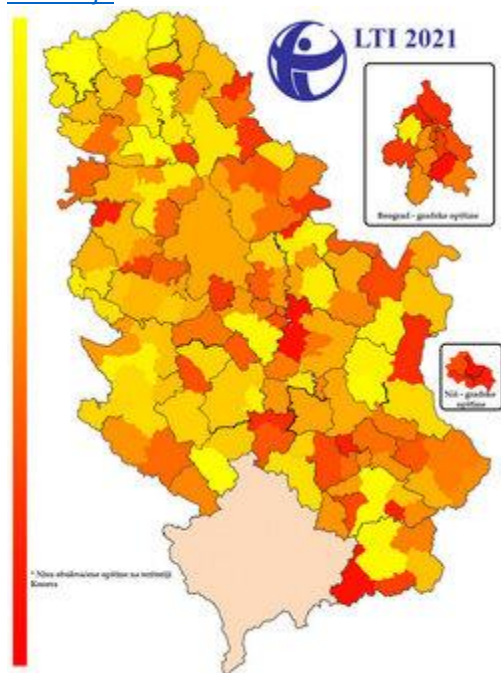 LTI 2021
Beograd - gradske opštine
Niš - gradske
opštine
* Nisu obuhvaćene opštine na teritoriji
Kosova